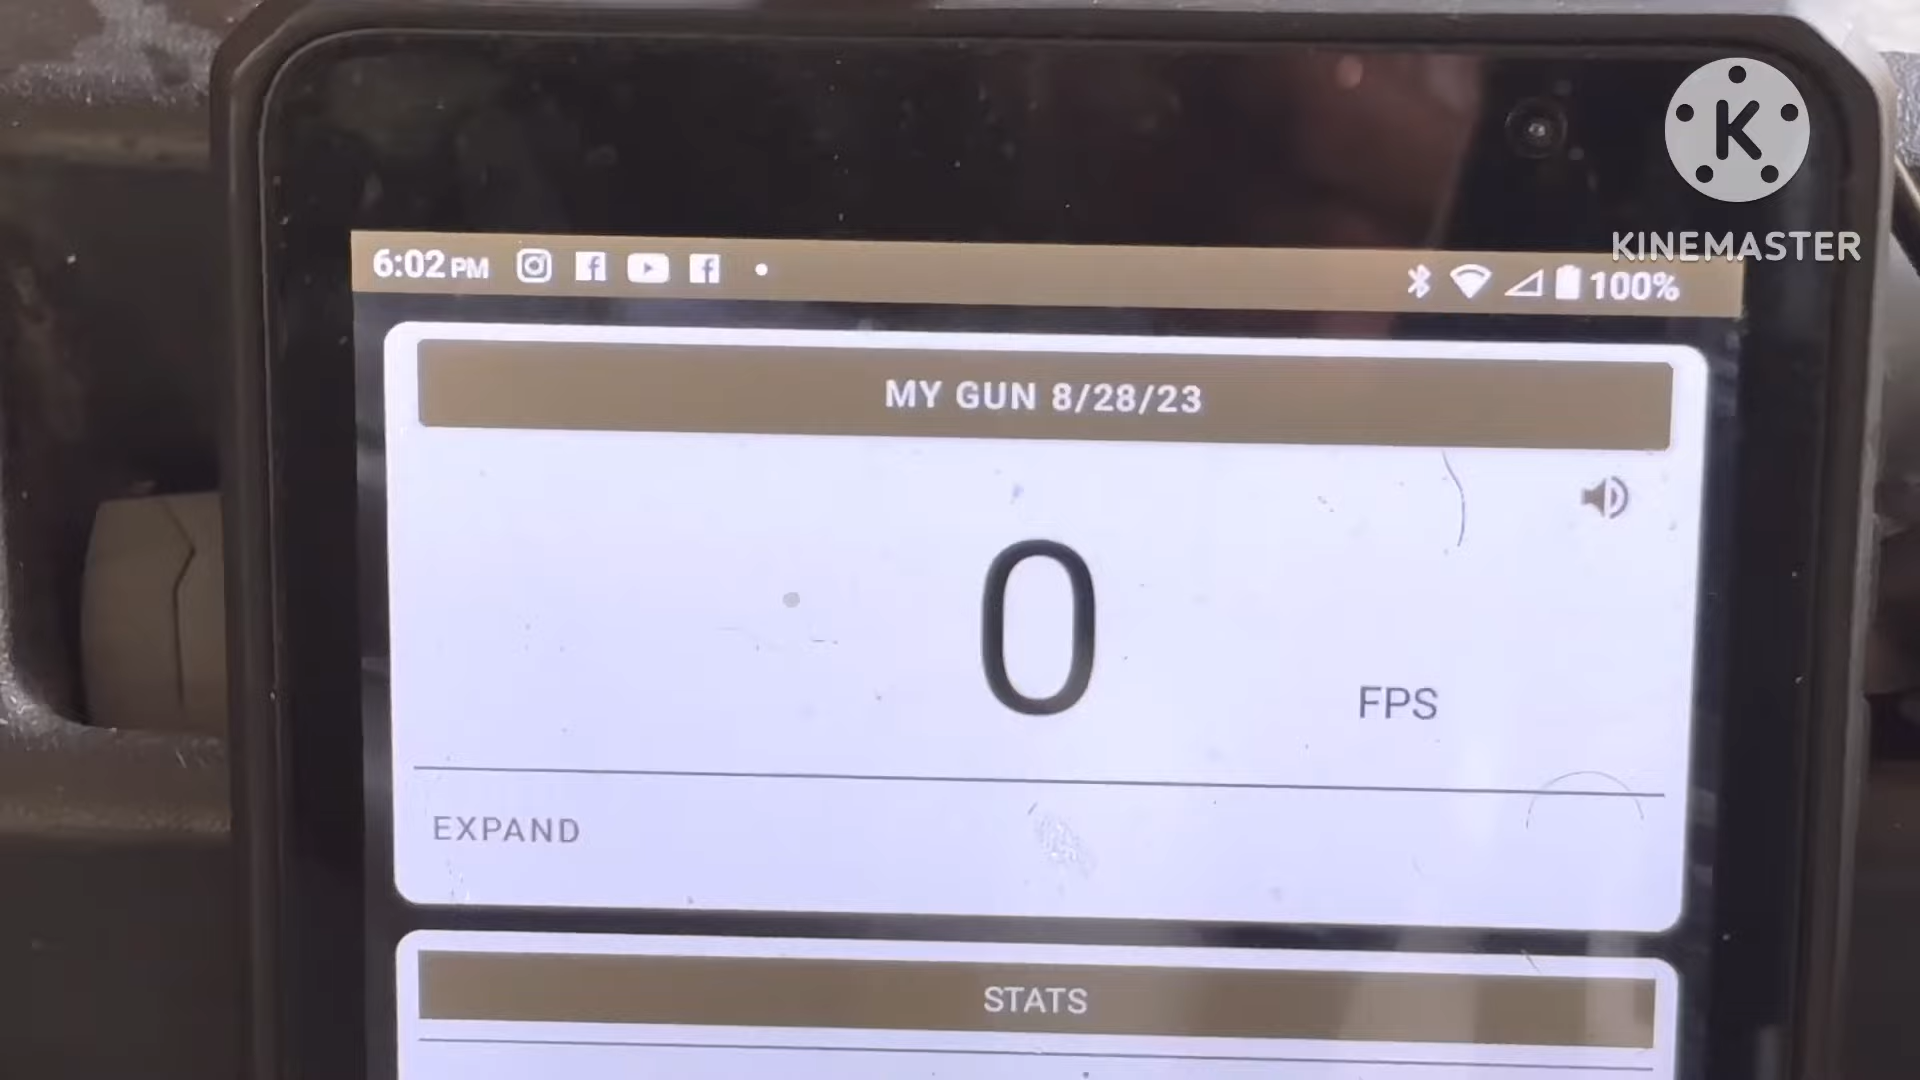 K
KINEMASTER
6:02 PM
100%
MY GUN 8/28/23
0
FPS
EXPAND
STATS